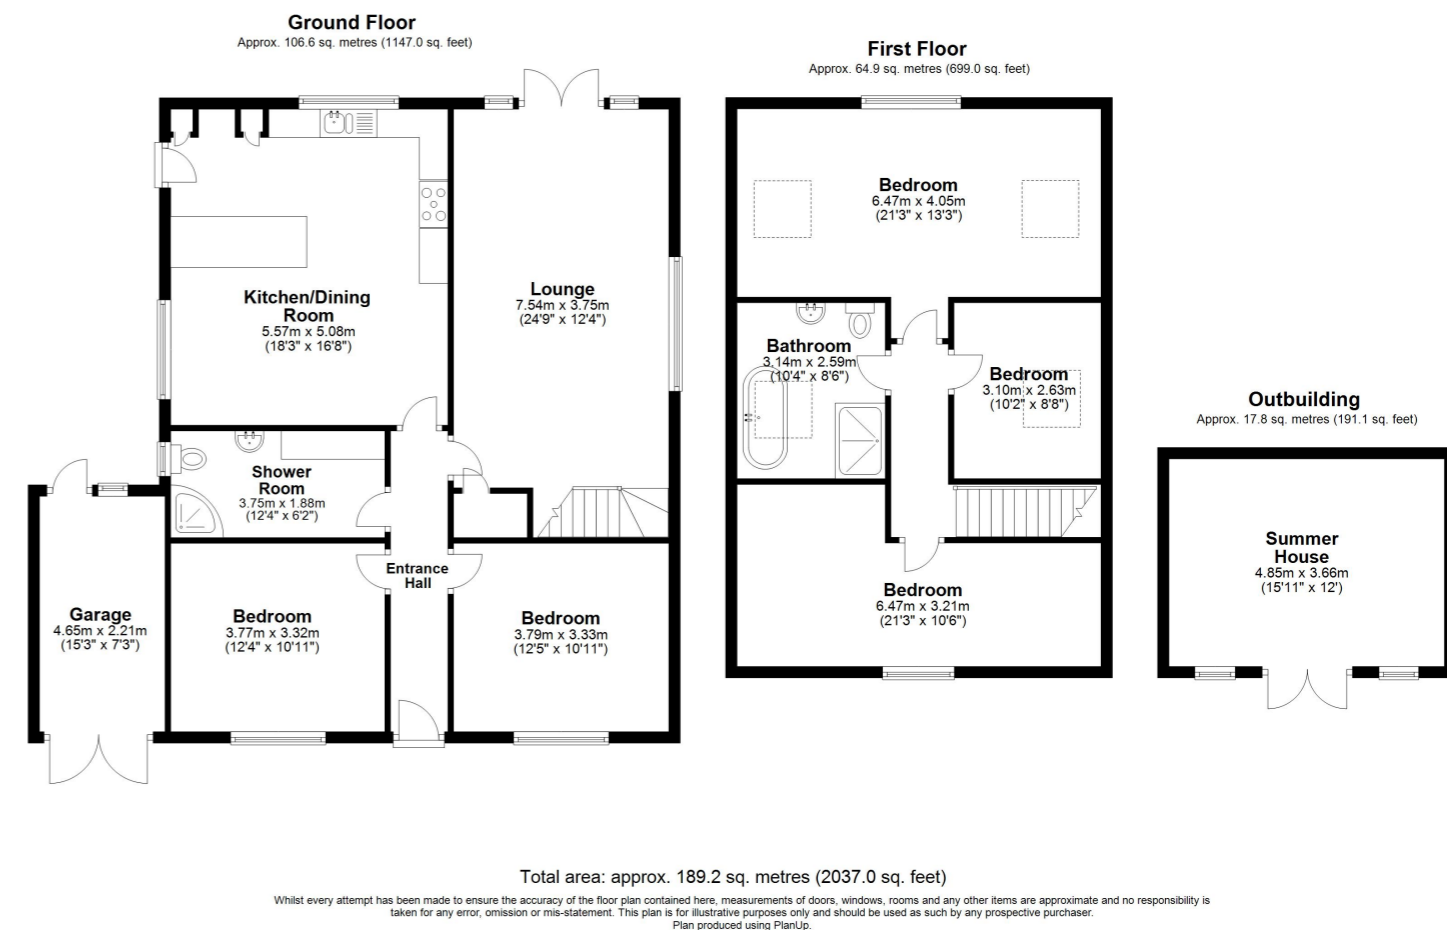 Ground Floor
Approx. 106.6 sq. metres (1147.0 sq. feet)
Kitchen/Dining
Room
5.57m x 5.08m
(18'3" x 16'8")
Lounge
7.54m x 3.75m
(24'9" x 12'4")
Shower
Room
3.75m x 1.88m
(12'4" x 6'2")
Entrance
Hall
Garage
4.65m x 2.21m
(15'3" x 7'3")
Bedroom
3.77m x 3.32m
(12'4" x 10'11")
Bedroom
3.79m x 3.33m
(12'5" x 10'11")
First Floor
Approx. 64.9 sq. metres (699.0 sq. feet)
Bedroom
6.47m x 4.05m
(21'3" x 13'3")
Bathroom
3.14m x 2.59m
(10'4" x 8'6")
Bedroom
3.10m x 2.63m
(10'2" x 8'8")
Bedroom
6.47m x 3.21m
(21'3" x 10'6")
Outbuilding
Approx. 17.8 sq. metres (191.1 sq. feet)
Summer
House
4.85m x 3.66m
(15'11" x 12')
Total area: approx. 189.2 sq. metres (2037.0 sq. feet)
Whilst every attempt has been made to ensure the accuracy of the floor plan contained here, measurements of doors, windows, rooms and any other items are approximate and no responsibility is
taken for any error, omission or mis-statement. This plan is for illustrative purposes only and should be used as such by any prospective purchaser.
Plan produced using PlanUp.